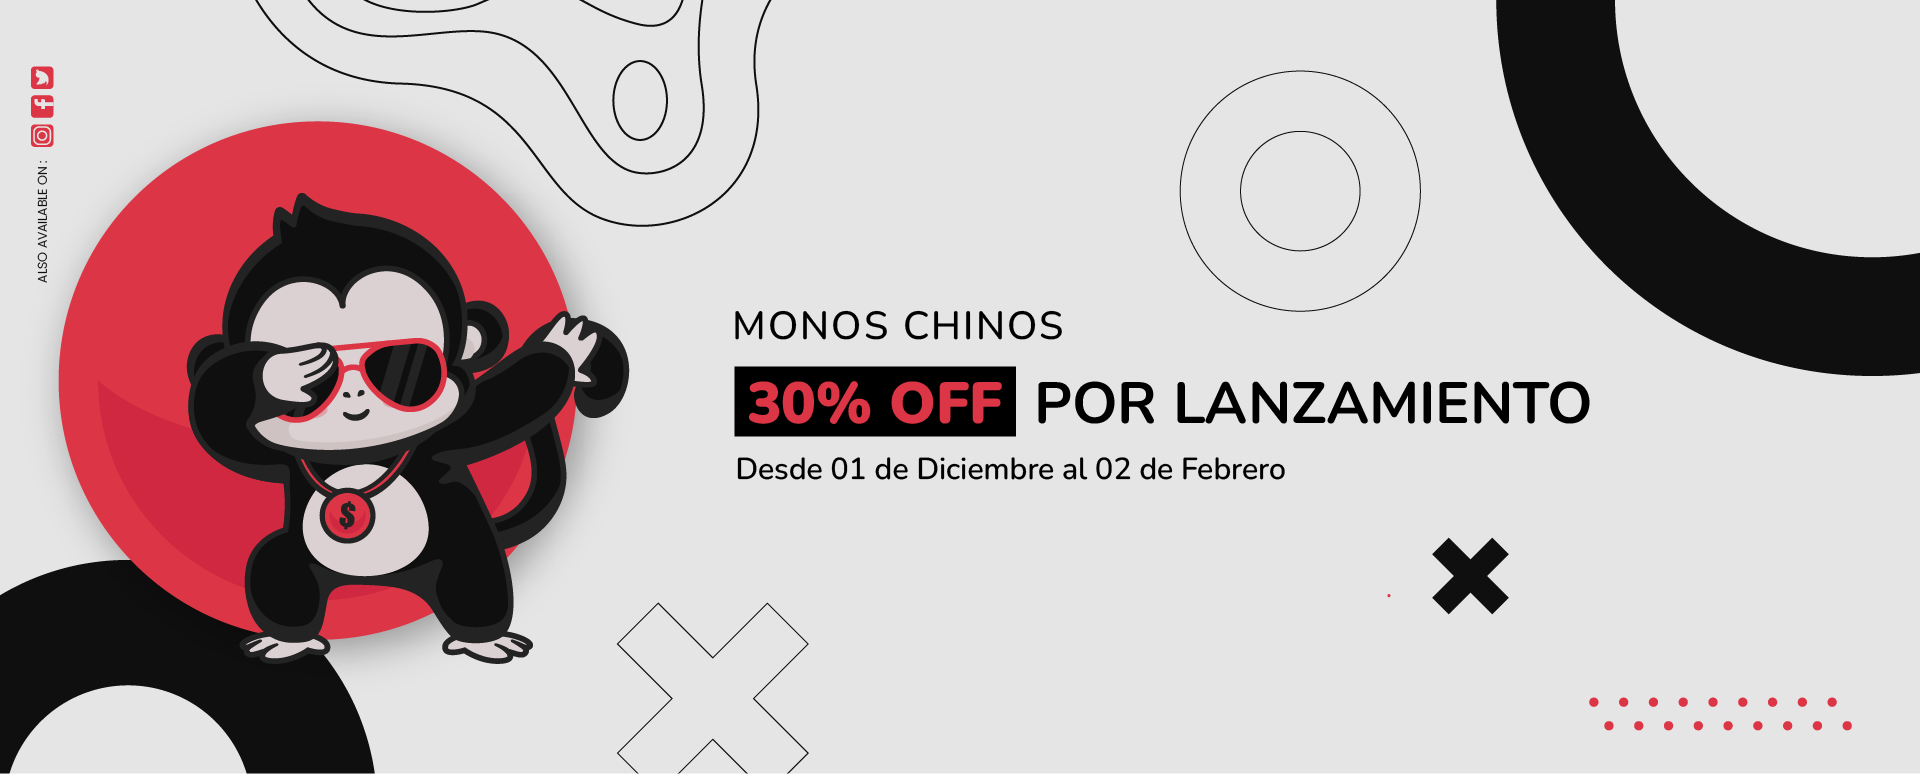 ALSO AVAILABLE ON :
MONOS CHINOS
30% OFF POR LANZAMIENTO
Desde 01 de Diciembre al 02 de Febrero
$